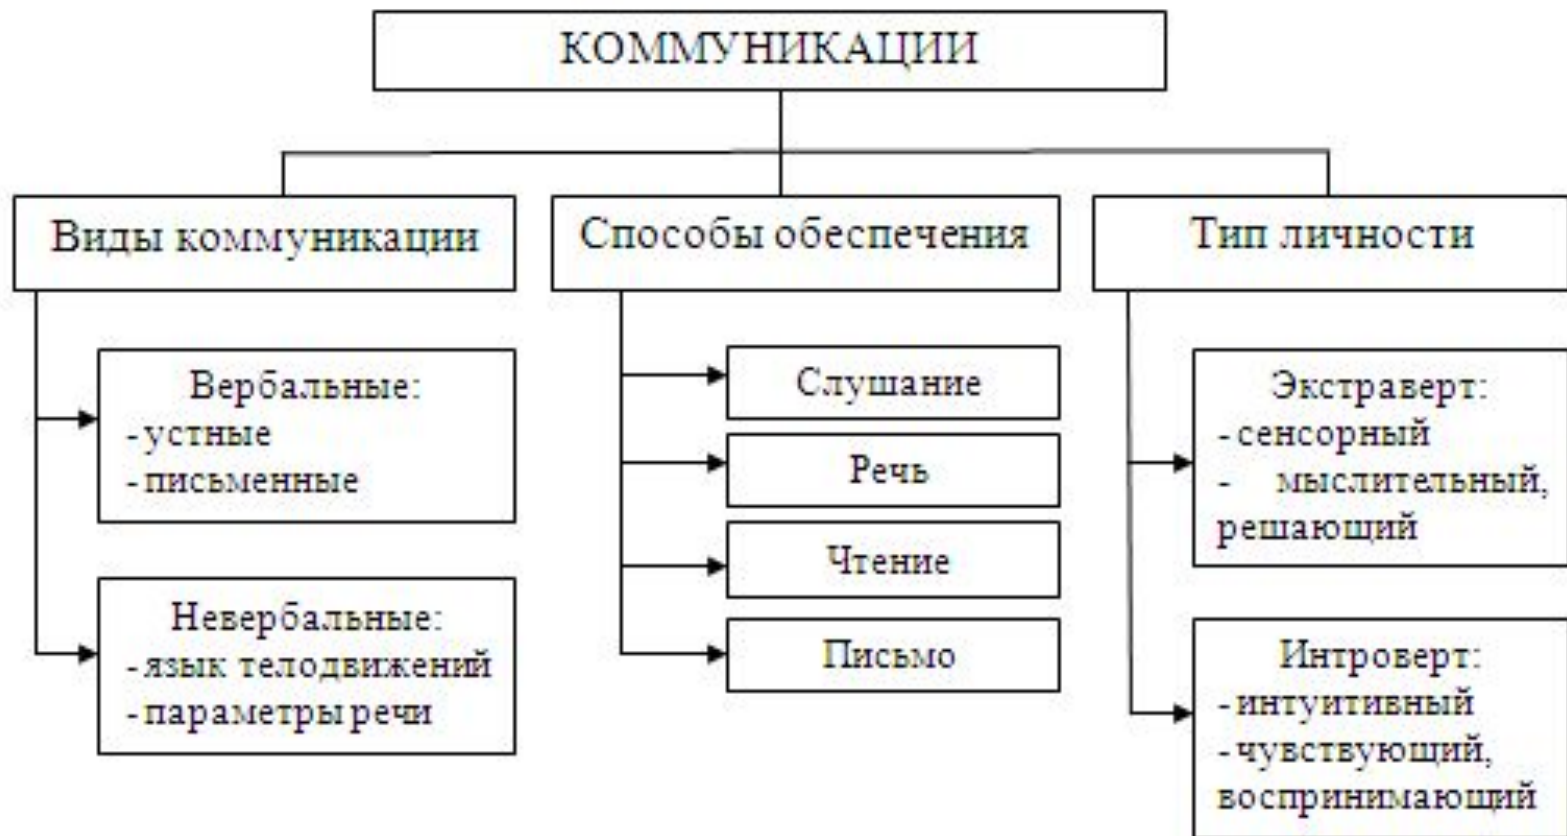 КОММУНИКАЦИИ
Виды коммуникации
Вербальные:
- устные
- письменные
Невербальные:
- язык телодвижений
- параметры речи
Способы обеспечения
Слушание
Речь
Чтение
Письмо
Тип личности
Экстраверт:
- сенсорный
- мыслительный,
решающий
Интроверт:
- интуитивный
- чувствующий,
воспринимающий